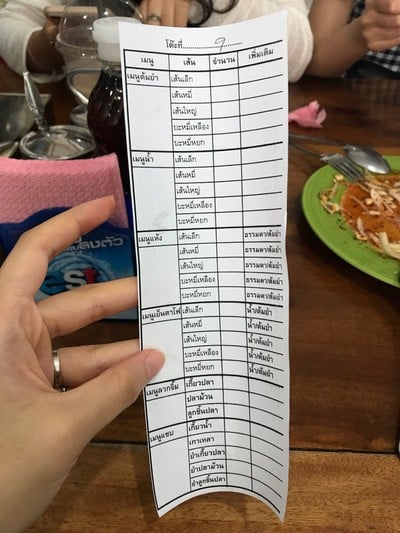 โต๊ะที่..............9..............
เมนู เส้น จำนวน เพิ่มเติม
เมนูต้มยำ เส้นเล็ก
เส้นหมี่
เส้นใหญ่
บะหมี่เหลือง
บะหมี่หยก
เมนูน้ำ เส้นเล็ก
เส้นหมี่
เส้นใหญ่
บะหมี่เหลือง
บะหมี่หยก
เมนูแห้ง เส้นเล็ก ธรรมดา/ต้มยำ
เส้นหมี่ ธรรมดา/ต้มยำ
เส้นใหญ่ ธรรมดา/ต้มยำ
บะหมี่เหลือง ธรรมดา/ต้มยำ
บะหมี่หยก ธรรมดา/ต้มยำ
เมนูเย็นตาโฟ เส้นเล็ก น้ำ/ต้มยำ
เส้นหมี่ น้ำ/ต้มยำ
เส้นใหญ่ น้ำ/ต้มยำ
บะหมี่เหลือง น้ำ/ต้มยำ
บะหมี่หยก น้ำ/ต้มยำ
เมนูลวกจิ้ม เกี๊ยวปลา
ปลาม้วน
ลูกชิ้นปลา
เมนูแซบ เกี๊ยวน้ำ
เกาเหลา
ยำเกี๊ยวปลา
ยำปลาม้วน
ยำลูกชิ้นปลา